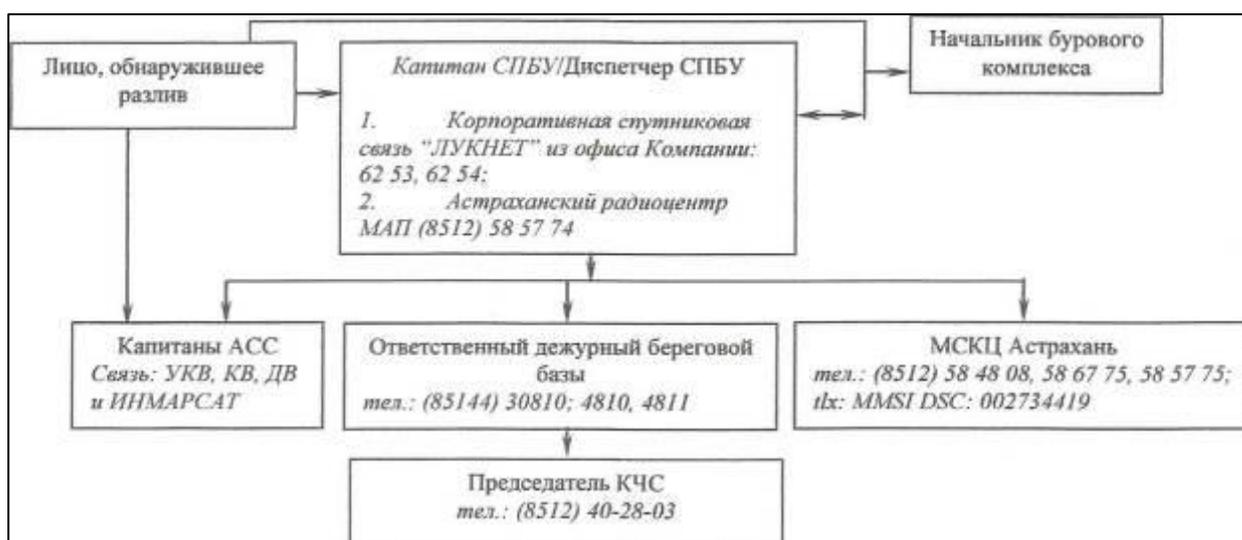 Лицо, обнаружившее
разлив
Капитан СПБУ/Диспетчер СПБУ
1. Корпоративная спутниковая
связь “ЛУКНЕТ” из офиса Компании:
62 53, 62 54;
2. Астраханский радиоцентр
МАП (8512) 58 57 74
Начальник бурового
комплекса
Капитаны АСС
Связь: УКВ, КВ, ДВ
и ИНМАРСАТ
Ответственный дежурный береговой
базы
тел.: (85144) 30810; 4810, 4811
МСКЦ Астрахань
тел.: (8512) 58 48 08, 58 67 75, 58 57 75;
tlx: MMSI DSC: 002734419
Председатель КЧС
тел.: (8512) 40-28-03